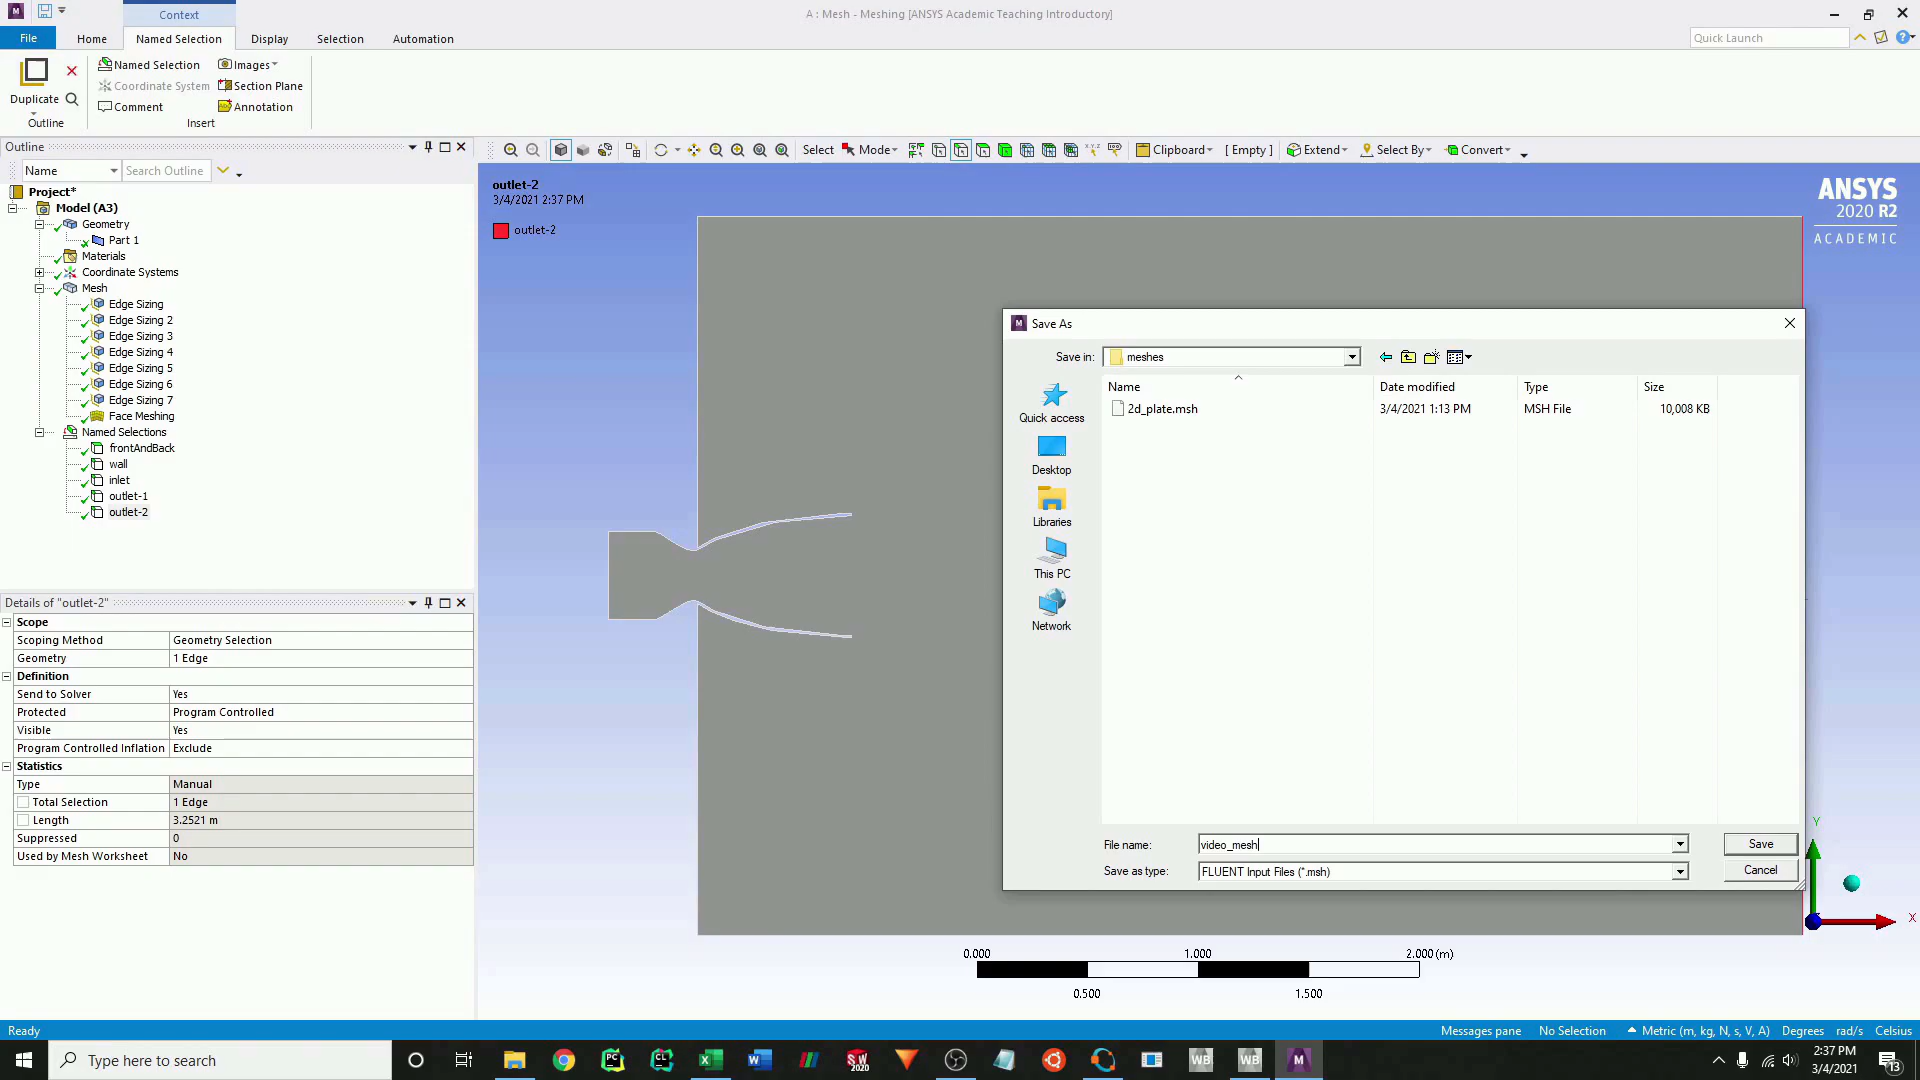 Context
A : Mesh - Meshing [ANSYS Academic Teaching Introductory]
File
Home
Named Selection
Display
Selection
Automation
Quick Launch
Duplicate
Outline
Named Selection
Coordinate System
Comment
Images
Section Plane
Annotation
Insert
Outline
Name
Search Outline
Select
Mode
Clipboard
[ Empty ]
Extend
Select By
Convert
Project*
Model (A3)
Geometry
Part 1
Materials
Coordinate Systems
Mesh
Edge Sizing
Edge Sizing 2
Edge Sizing 3
Edge Sizing 4
Edge Sizing 5
Edge Sizing 6
Edge Sizing 7
Face Meshing
Named Selections
frontAndBack
wall
inlet
outlet-1
outlet-2
Details of "outlet-2"
Scope
Scoping Method Geometry Selection
Geometry 1 Edge
Definition
Send to Solver Yes
Protected Program Controlled
Visible Yes
Program Controlled Inflation Exclude
Statistics
Type Manual
Total Selection 1 Edge
Length 3.2521 m
Suppressed 0
Used by Mesh Worksheet No
outlet-2
3/4/2021 2:37 PM
outlet-2
ANSYS
2020 R2
ACADEMIC
Save As
Save in: meshes
Name Date modified Type Size
2d_plate.msh 3/4/2021 1:13 PM MSH File 10,008 KB
Quick access
Desktop
Libraries
This PC
Network
File name: video_mesh
Save
Save as type: FLUENT Input Files (*.msh)
Cancel
Y
X
0.000 1.000 2.000 (m)
0.500 1.500
Ready
Messages pane
No Selection
Metric (m, kg, N, s, V, A)
Degrees
rad/s
Celsius
Type here to search
2:37 PM
3/4/2021
13